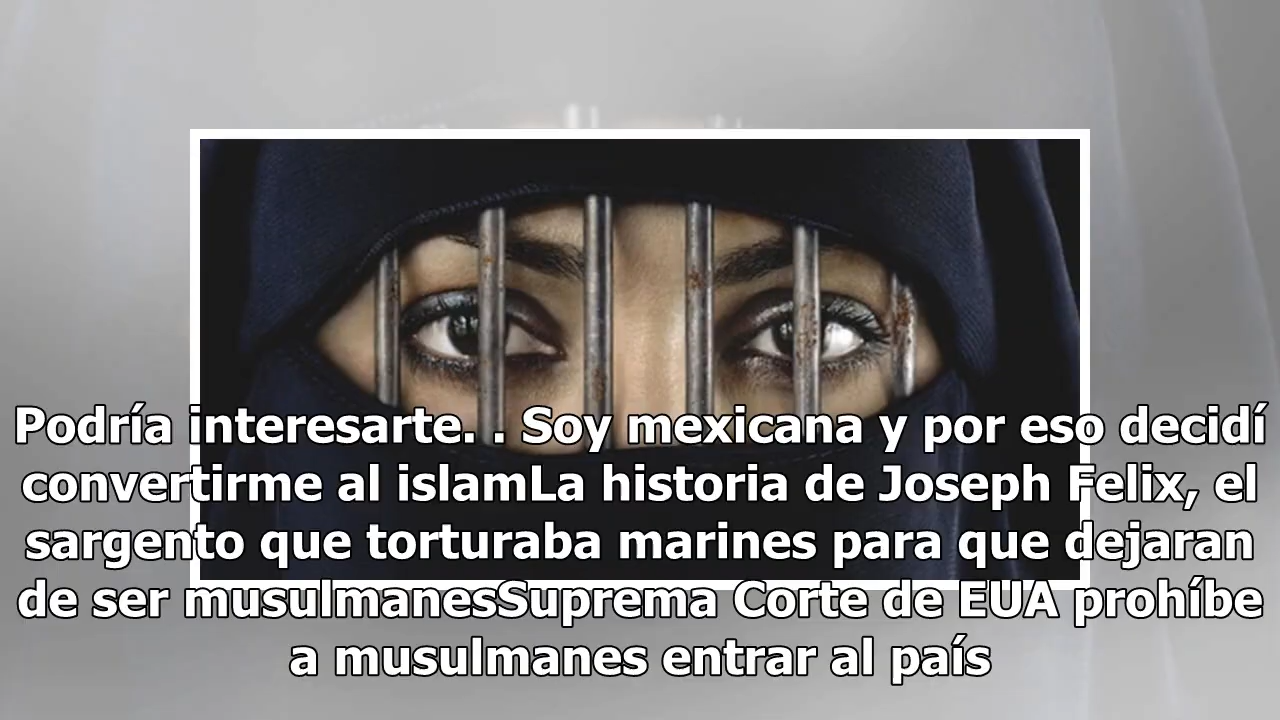 Podría interesarte. . Soy mexicana y por eso decidí
convertirme al islamLa historia de Joseph Felix, el
sargento que torturaba marines para que dejaran
de ser musulmanesSuprema Corte de EUA prohíbe
a musulmanes entrar al país